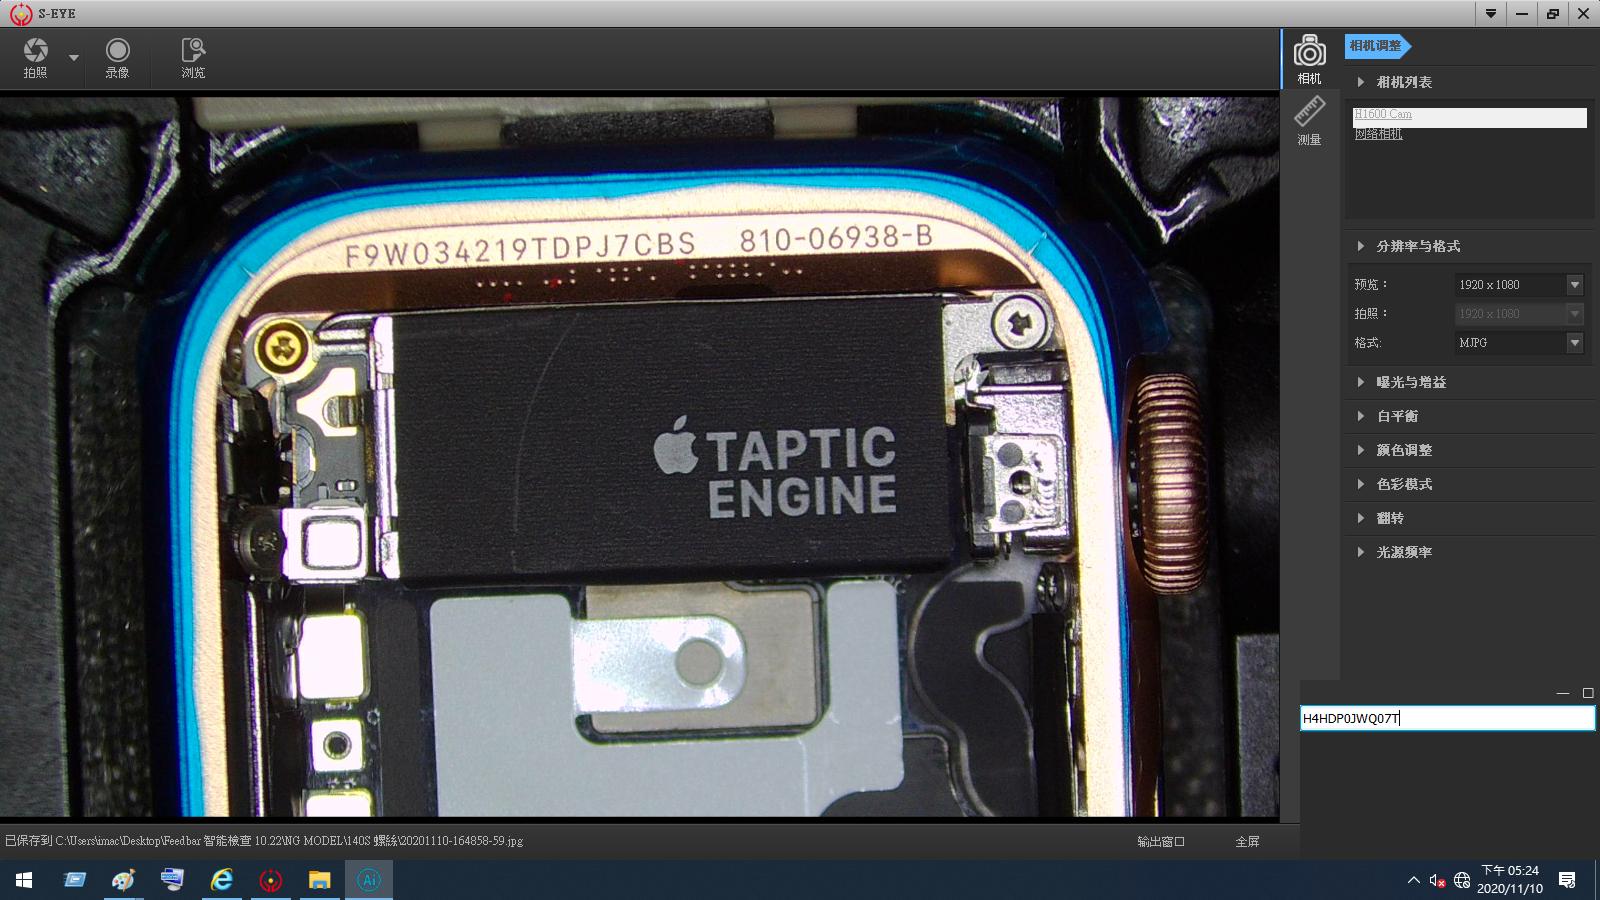 S-EYE
拍照
录像
浏览
相机
测量
相机调整
相机列表
H1600 Cam
网络相机
分辨率与格式
预览：
1920 x 1080
拍照：
1920 x 1080
格式:
MJPG
曝光与增益
白平衡
颜色调整
色彩模式
翻转
光源频率
F9W034219TDPJ7CBS 810-06938-B
TAPTIC
ENGINE
H4HDP0JWQ07T
已保存到 C:\Users\imac\Desktop\Feedbar 智能檢查 10.22\NG MODEL\140S 螺絲\20201110-164858-59.jpg
输出窗口
全屏
Ai
下午 05:24
2020/11/10